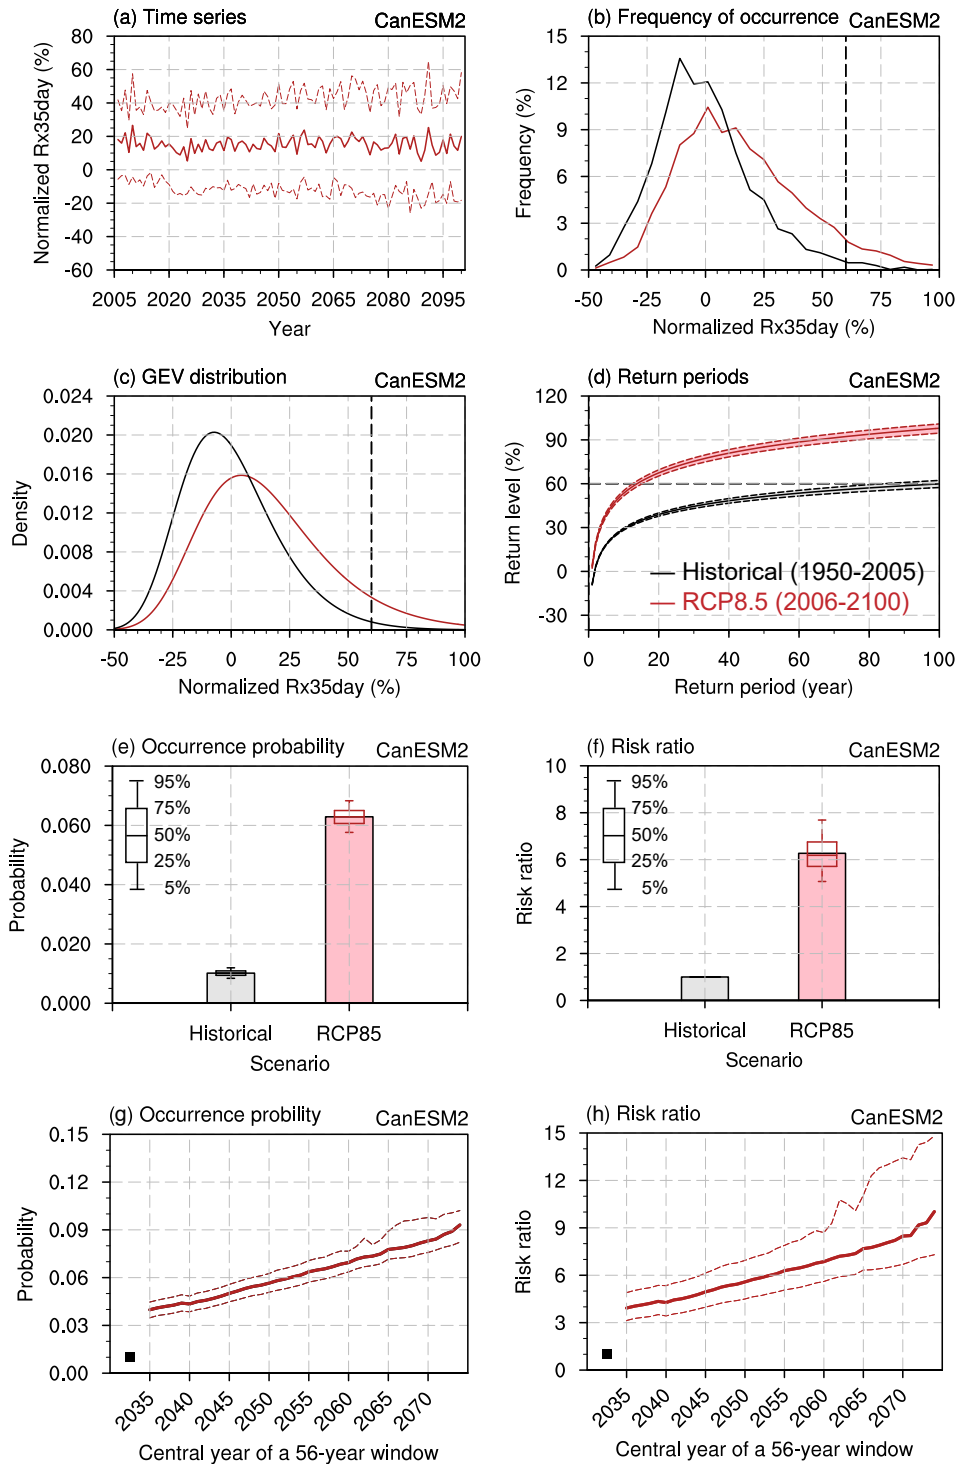 (a) Time series CanESM2
80
60
40
20
0
-20
-40
-60
Normalized Rx35day (%)
2005 2020 2035 2050 2065 2080 2095
Year
(b) Frequency of occurrence CanESM2
15
12
9
6
3
0
Frequency (%)
-50 -25 0 25 50 75 100
Normalized Rx35day (%)
(c) GEV distribution CanESM2
0.024
0.020
0.016
0.012
0.008
0.004
0.000
Density
-50 -25 0 25 50 75 100
Normalized Rx35day (%)
(d) Return periods CanESM2
120
90
60
30
0
-30
Return level (%)
Historical (1950-2005)
RCP8.5 (2006-2100)
0 20 40 60 80 100
Return period (year)
(e) Occurrence probability CanESM2
0.080
0.060
0.040
0.020
0.000
Probability
95%
75%
50%
25%
5%
Historical RCP85
Scenario
(f) Risk ratio CanESM2
10
8
6
4
2
0
Risk ratio
95%
75%
50%
25%
5%
Historical RCP85
Scenario
(g) Occurrence probility CanESM2
0.15
0.12
0.09
0.06
0.03
0.00
Probability
2035 2040 2045 2050 2055 2060 2065 2070
Central year of a 56-year window
(h) Risk ratio CanESM2
15
12
9
6
3
0
Risk ratio
2035 2040 2045 2050 2055 2060 2065 2070
Central year of a 56-year window